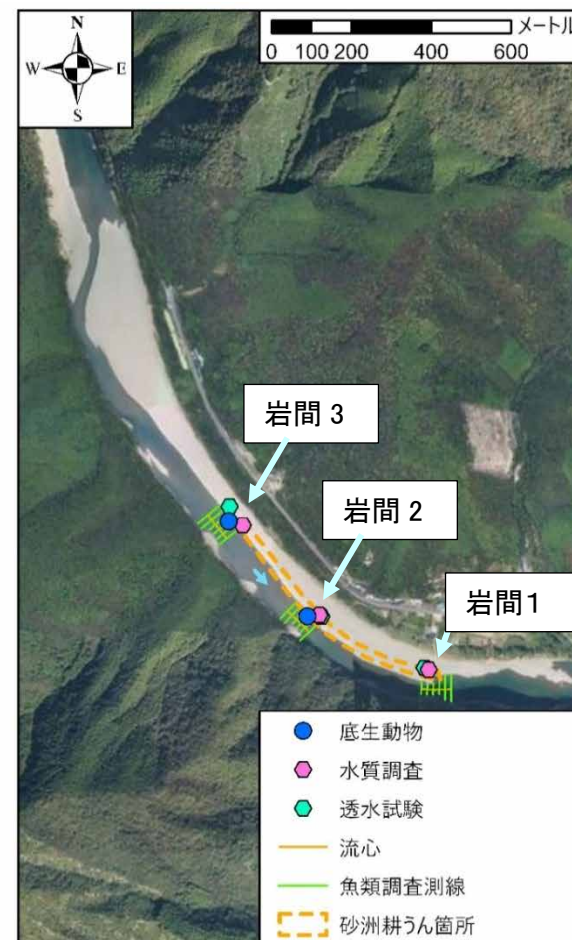 N
W E
S
メートル
0 100 200 400 600
岩間 3
岩間 2
岩間1
底生動物
水質調査
透水試験
流心
魚類調査測線
砂洲耕うん箇所